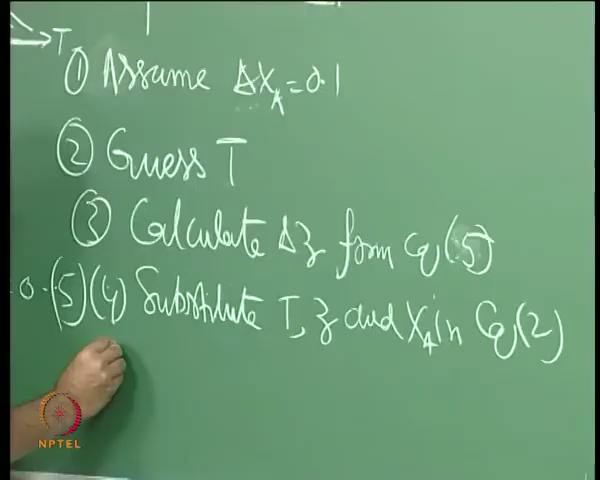 T
① Assume ΔX_A = 0.1
② Guess T
③ Calculate Δz form eq (5)
0. (5) (4) Substitute T, z and X_A in Eq (2)
NPTEL